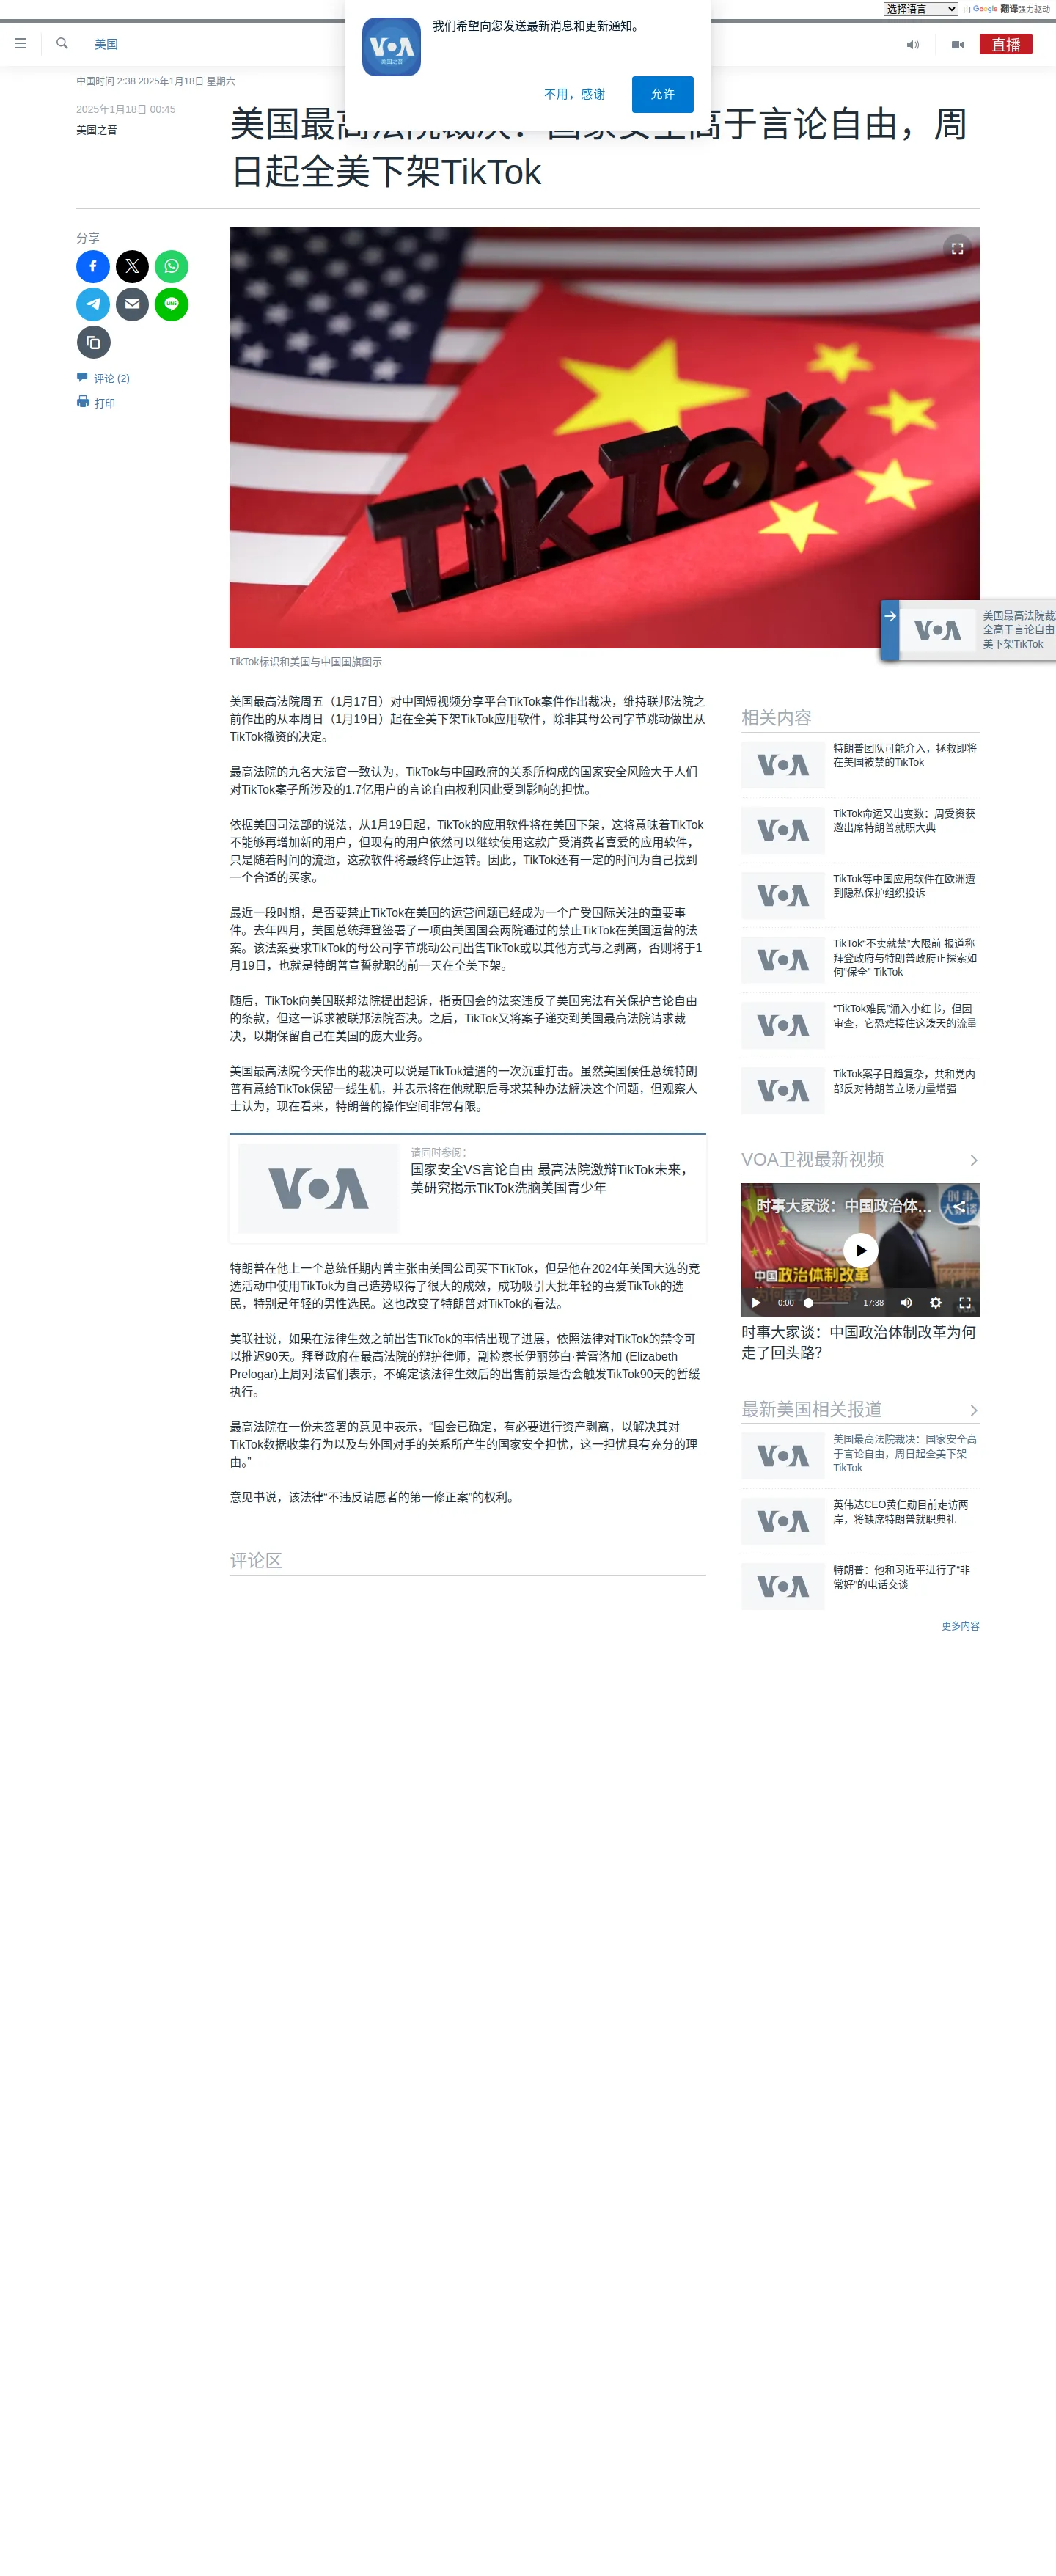 选择语言
由 Google 翻译强力驱动
我们希望向您发送最新消息和更新通知。
VOA
美国之音
不用，感谢
允许
美国
直播
中国时间 2:38 2025年1月18日 星期六
2025年1月18日 00:45
美国之音
美国最高法院裁决：国家安全高于言论自由，周
日起全美下架TikTok
分享
LINE
评论 (2)
打印
TikTok
TikTok标识和美国与中国国旗图示
VOA
美国最高法院裁
全高于言论自由
美下架TikTok
美国最高法院周五（1月17日）对中国短视频分享平台TikTok案件作出裁决，维持联邦法院之
前作出的从本周日（1月19日）起在全美下架TikTok应用软件，除非其母公司字节跳动做出从
TikTok撤资的决定。
最高法院的九名大法官一致认为，TikTok与中国政府的关系所构成的国家安全风险大于人们
对TikTok案子所涉及的1.7亿用户的言论自由权利因此受到影响的担忧。
依据美国司法部的说法，从1月19日起，TikTok的应用软件将在美国下架，这将意味着TikTok
不能够再增加新的用户，但现有的用户依然可以继续使用这款广受消费者喜爱的应用软件，
只是随着时间的流逝，这款软件将最终停止运转。因此，TikTok还有一定的时间为自己找到
一个合适的买家。
最近一段时期，是否要禁止TikTok在美国的运营问题已经成为一个广受国际关注的重要事
件。去年四月，美国总统拜登签署了一项由美国国会两院通过的禁止TikTok在美国运营的法
案。该法案要求TikTok的母公司字节跳动公司出售TikTok或以其他方式与之剥离，否则将于1
月19日，也就是特朗普宣誓就职的前一天在全美下架。
随后，TikTok向美国联邦法院提出起诉，指责国会的法案违反了美国宪法有关保护言论自由
的条款，但这一诉求被联邦法院否决。之后，TikTok又将案子递交到美国最高法院请求裁
决，以期保留自己在美国的庞大业务。
美国最高法院今天作出的裁决可以说是TikTok遭遇的一次沉重打击。虽然美国候任总统特朗
普有意给TikTok保留一线生机，并表示将在他就职后寻求某种办法解决这个问题，但观察人
士认为，现在看来，特朗普的操作空间非常有限。
VOA
请同时参阅：
国家安全VS言论自由 最高法院激辩TikTok未来，
美研究揭示TikTok洗脑美国青少年
特朗普在他上一个总统任期内曾主张由美国公司买下TikTok，但是他在2024年美国大选的竞
选活动中使用TikTok为自己造势取得了很大的成效，成功吸引大批年轻的喜爱TikTok的选
民，特别是年轻的男性选民。这也改变了特朗普对TikTok的看法。
美联社说，如果在法律生效之前出售TikTok的事情出现了进展，依照法律对TikTok的禁令可
以推迟90天。拜登政府在最高法院的辩护律师，副检察长伊丽莎白·普雷洛加 (Elizabeth
Prelogar)上周对法官们表示，不确定该法律生效后的出售前景是否会触发TikTok90天的暂缓
执行。
最高法院在一份未签署的意见中表示，“国会已确定，有必要进行资产剥离，以解决其对
TikTok数据收集行为以及与外国对手的关系所产生的国家安全担忧，这一担忧具有充分的理
由。”
意见书说，该法律“不违反请愿者的第一修正案”的权利。
评论区
相关内容
VOA
特朗普团队可能介入，拯救即将
在美国被禁的TikTok
VOA
TikTok命运又出变数：周受资获
邀出席特朗普就职大典
VOA
TikTok等中国应用软件在欧洲遭
到隐私保护组织投诉
VOA
TikTok“不卖就禁”大限前 报道称
拜登政府与特朗普政府正探索如
何“保全” TikTok
VOA
“TikTok难民”涌入小红书，但因
审查，它恐难接住这泼天的流量
VOA
TikTok案子日趋复杂，共和党内
部反对特朗普立场力量增强
VOA卫视最新视频
时事大家谈：中国政治体...
时事
大家谈
中国政治体制改革
为何走了回头路？
0:00
17:38
VOA
时事大家谈：中国政治体制改革为何
走了回头路？
最新美国相关报道
VOA
美国最高法院裁决：国家安全高
于言论自由，周日起全美下架
TikTok
VOA
英伟达CEO黄仁勋目前走访两
岸，将缺席特朗普就职典礼
VOA
特朗普：他和习近平进行了“非
常好”的电话交谈
更多内容